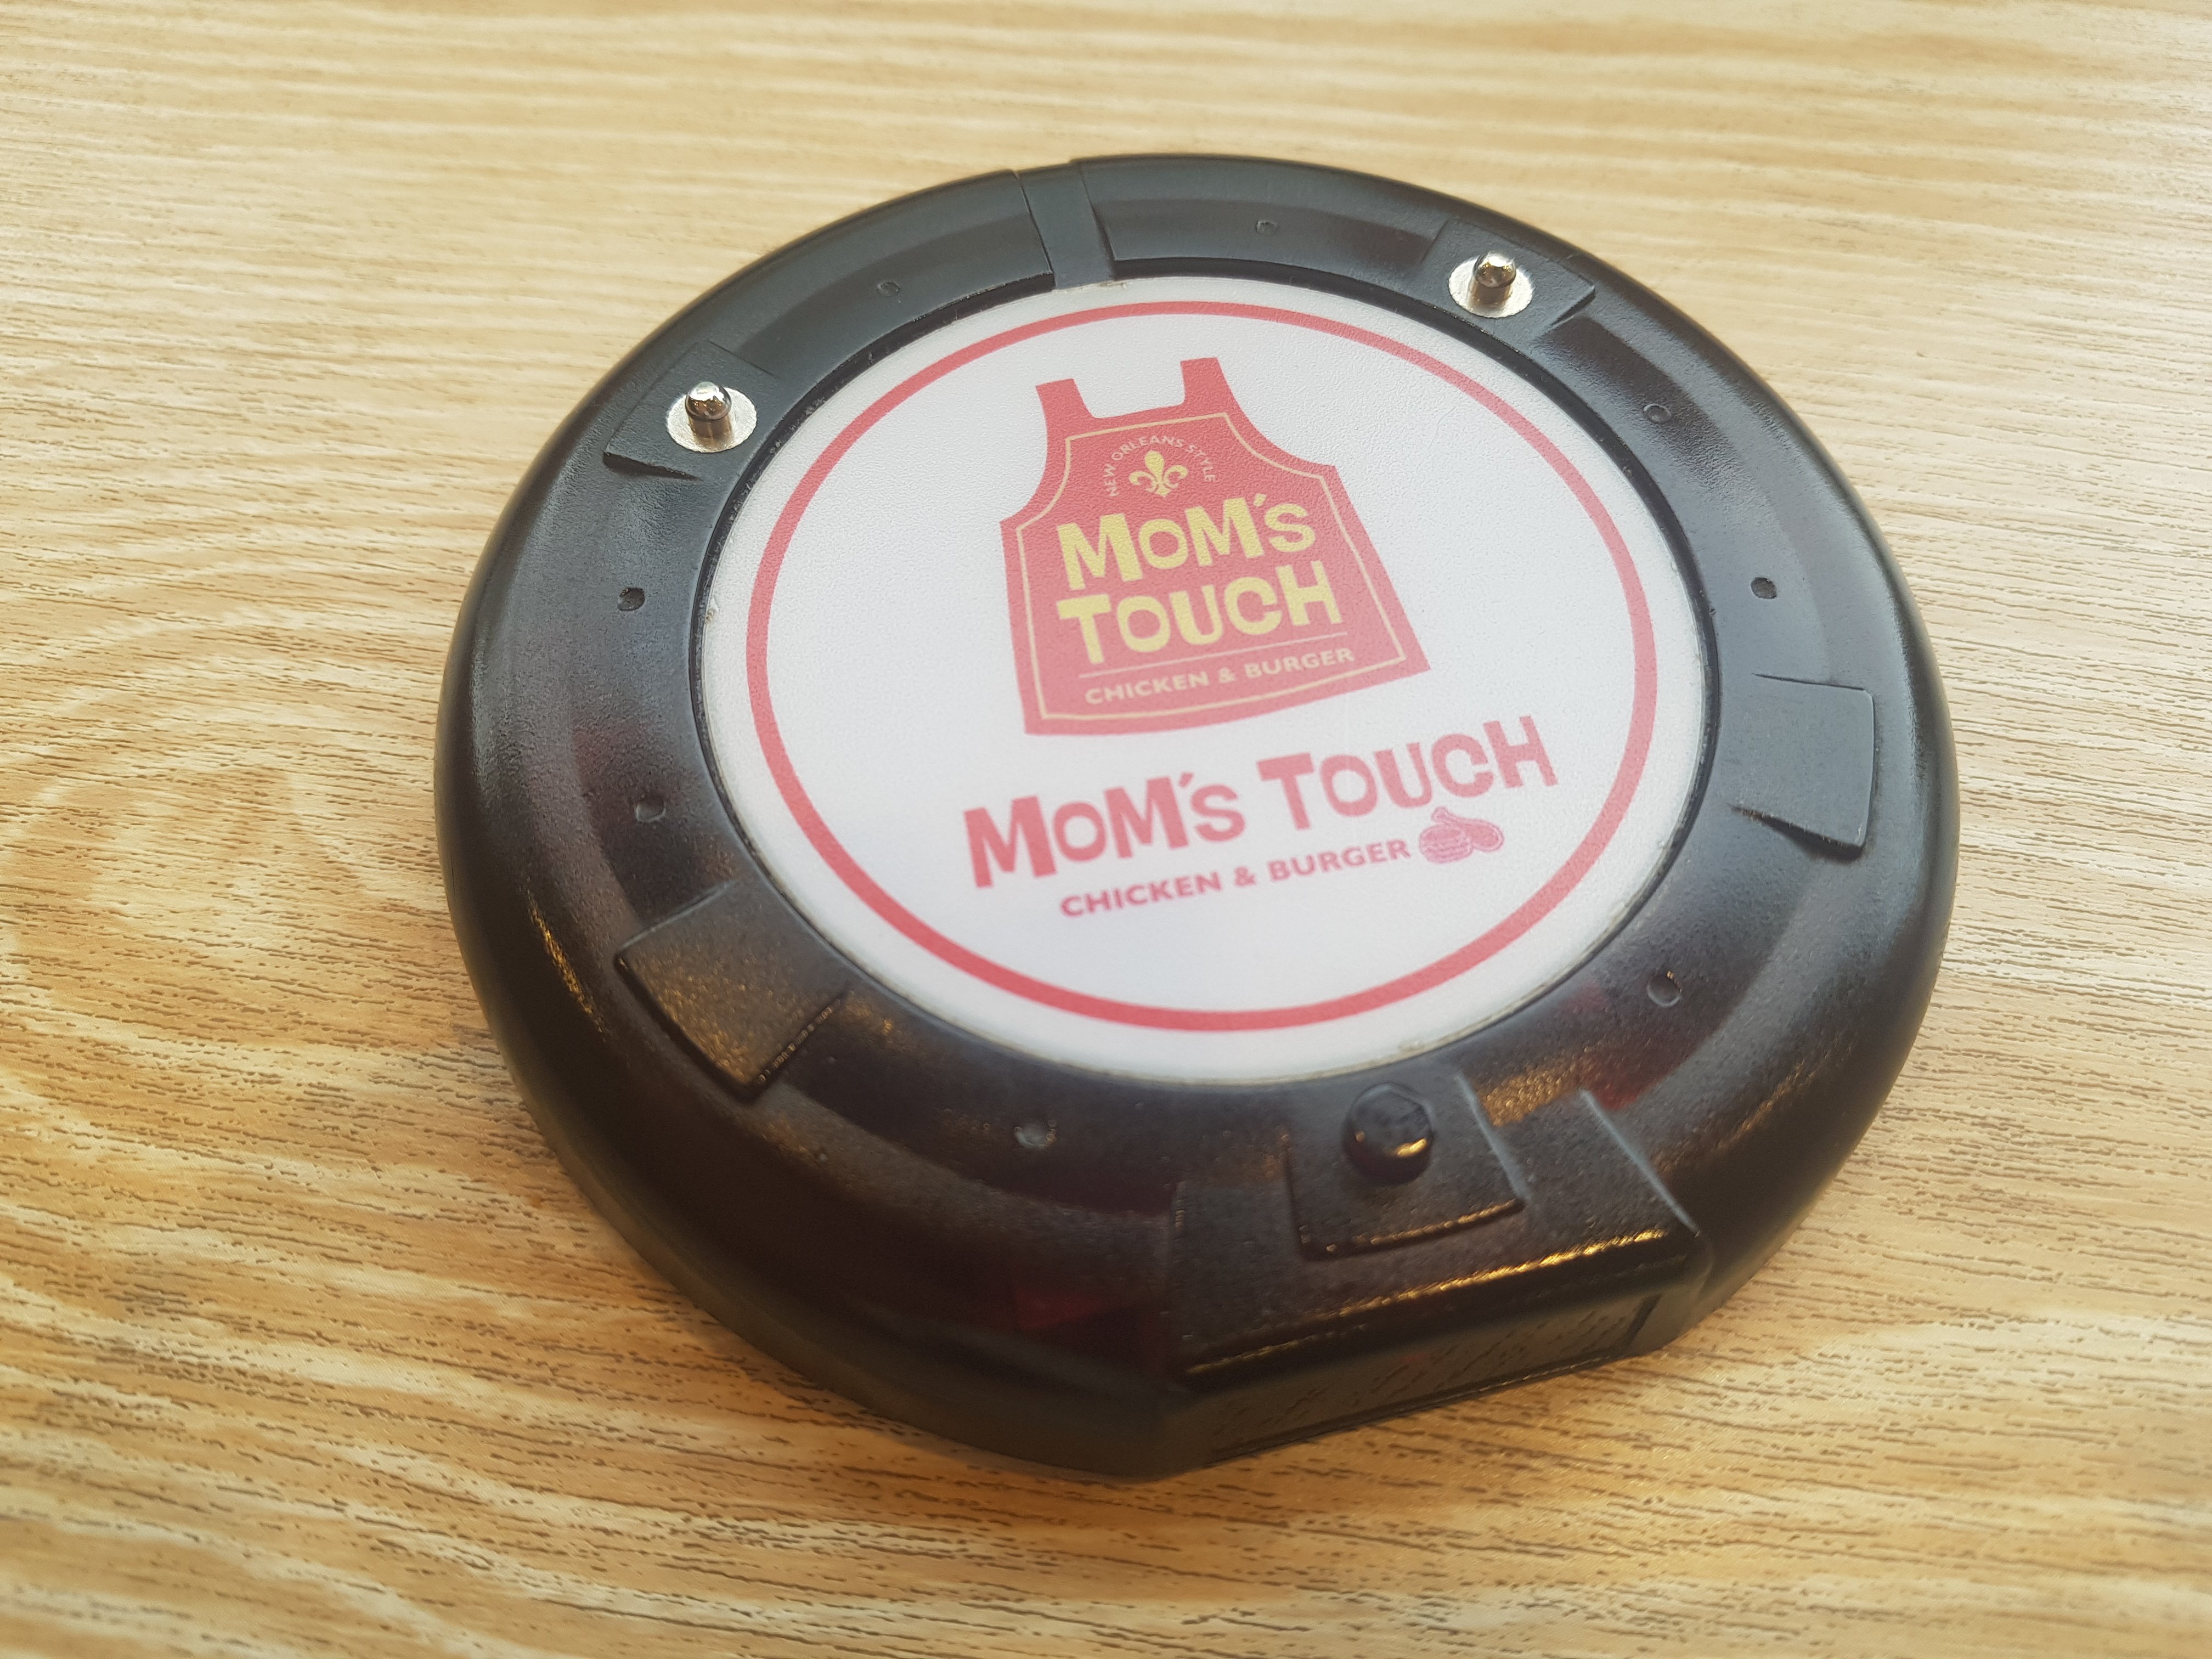 NEW ORLEANS STYLE
MOM'S
TOUCH
CHICKEN & BURGER
MOM'S TOUCH
CHICKEN & BURGER